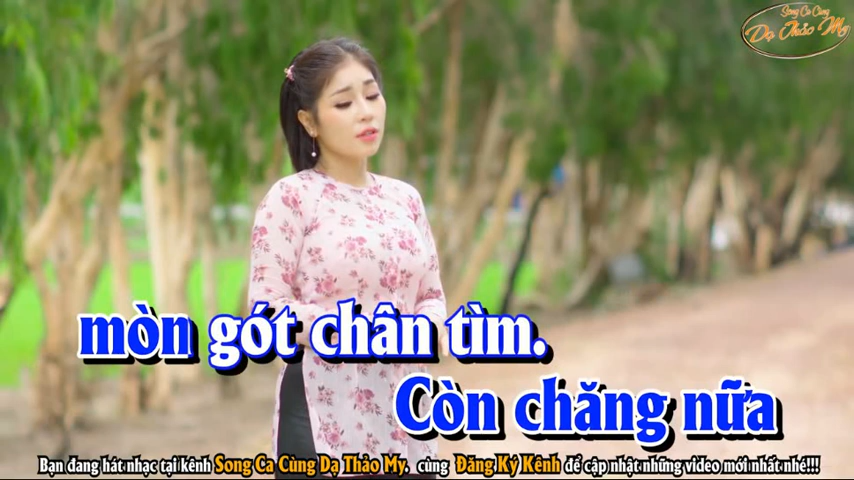 Song Ca Cùng
Dạ Thảo My
mòn gót chân tìm.
Còn chăng nữa
Bạn đang hát nhạc tại kênh Song Ca Cùng Dạ Thảo My, cùng Đăng Ký Kênh để cập nhật những video mới nhất nhé!!!